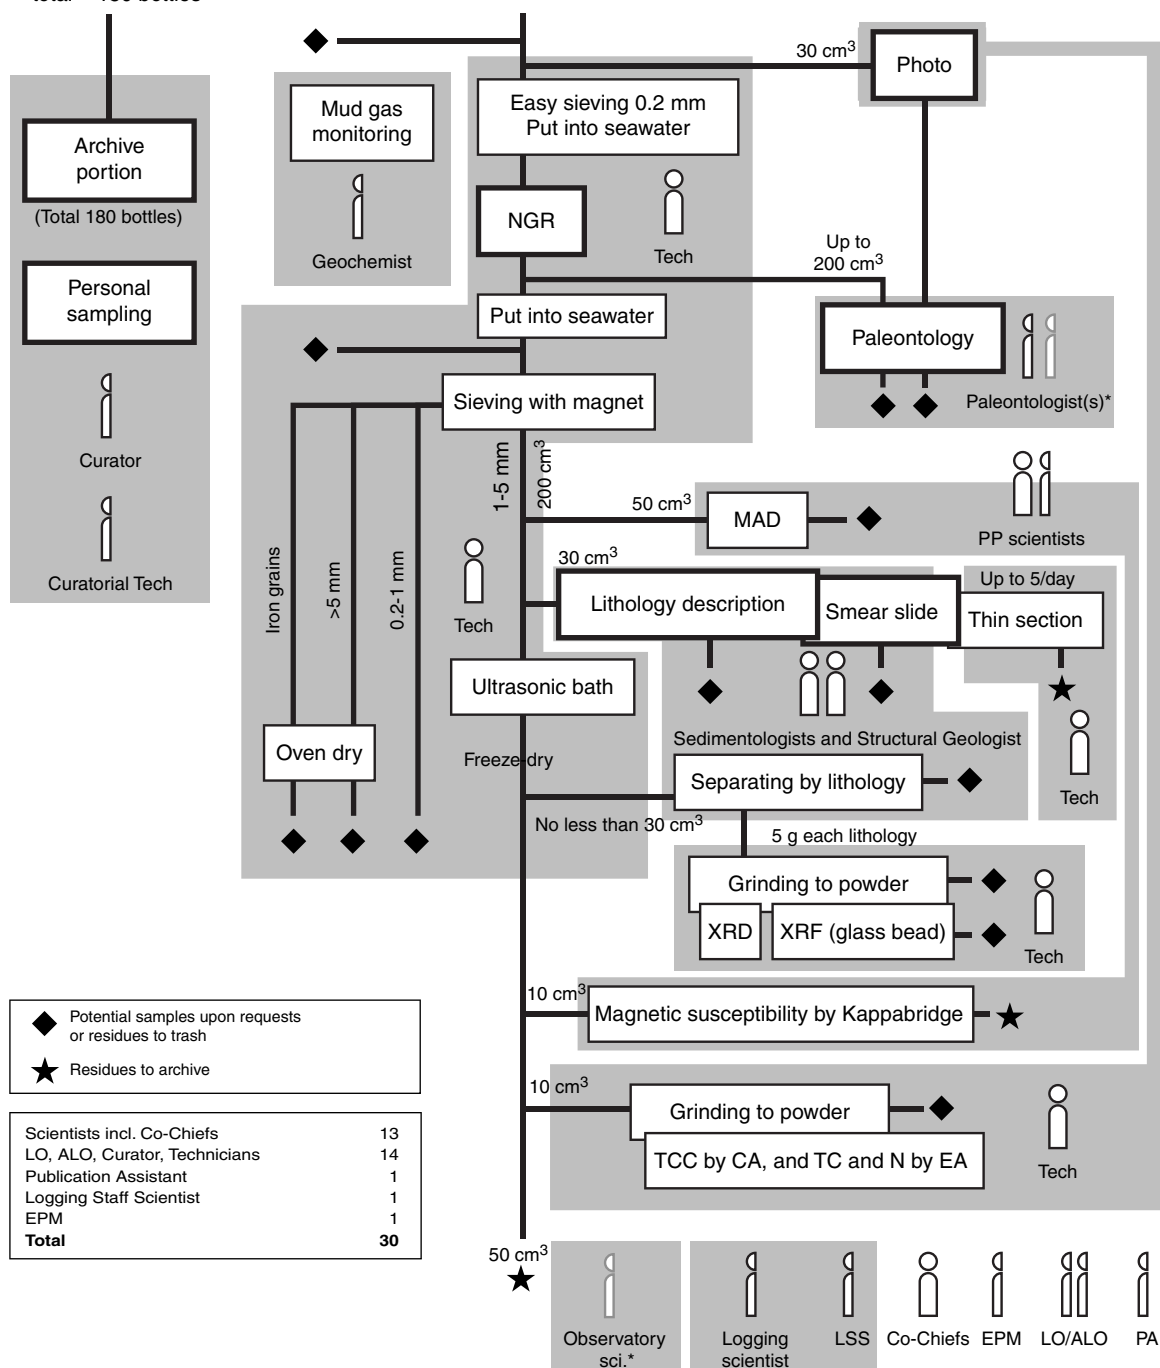 30 cm3
Photo
Mud gas
monitoring
Easy sieving 0.2 mm
Put into seawater
Archive
portion
(Total 180 bottles)
NGR
Geochemist
Tech
Up to
200 cm3
Personal
sampling
Put into seawater
Paleontology
Paleontologist(s)*
Sieving with magnet
Curator
1-5 mm
200 cm3
50 cm3
MAD
PP scientists
Curatorial Tech
Iron grains
>5 mm
0.2-1 mm
Tech
30 cm3
Lithology description
Smear slide
Up to 5/day
Thin section
Ultrasonic bath
Sedimentologists and Structural Geologist
Oven dry
Freeze-dry
Separating by lithology
Tech
No less than 30 cm3
5 g each lithology
Grinding to powder
XRD
XRF (glass bead)
Tech
10 cm3
Magnetic susceptibility by Kappabridge
Potential samples upon requests
or residues to trash
Residues to archive
10 cm3
Grinding to powder
TCC by CA, and TC and N by EA
Tech
Scientists incl. Co-Chiefs 13
LO, ALO, Curator, Technicians 14
Publication Assistant 1
Logging Staff Scientist 1
EPM 1
Total 30
50 cm3
Observatory
sci.*
Logging
scientist
LSS
Co-Chiefs
EPM
LO/ALO
PA